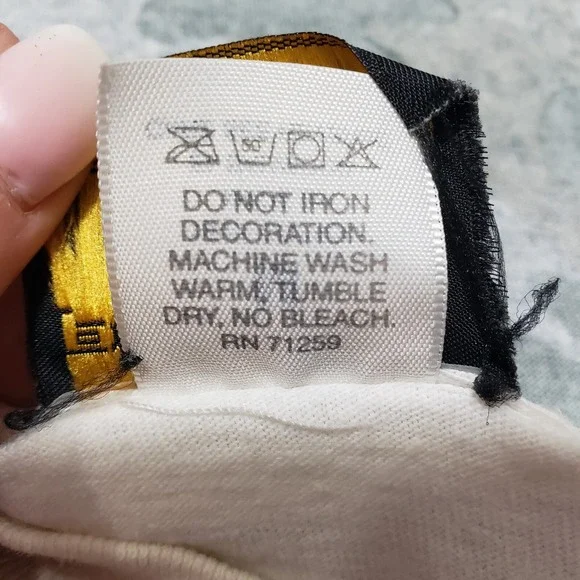 DO NOT IRON
DECORATION.
MACHINE WASH
WARM, TUMBLE
DRY, NO BLEACH.
RN 71259